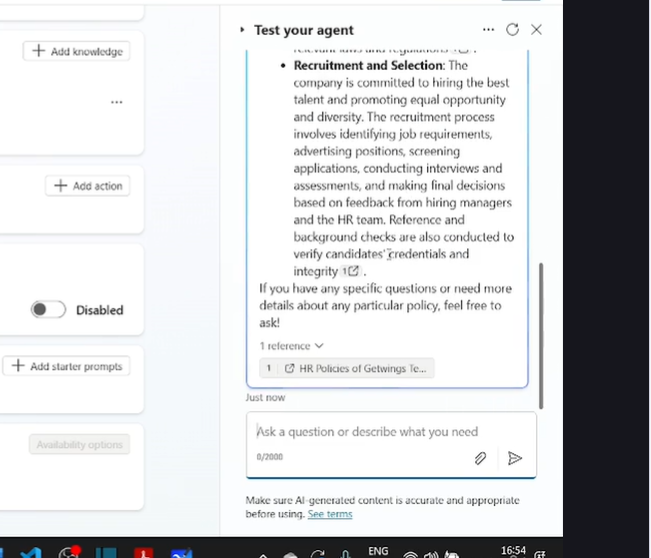 Add knowledge
...
Add action
Disabled
Add starter prompts
Availability options
Test your agent
...
• Recruitment and Selection: The
company is committed to hiring the best
talent and promoting equal opportunity
and diversity. The recruitment process
involves identifying job requirements,
advertising positions, screening
applications, conducting interviews and
assessments, and making final decisions
based on feedback from hiring managers
and the HR team. Reference and
background checks are also conducted to
verify candidates' credentials and
integrity 1.
If you have any specific questions or need more
details about any particular policy, feel free to
ask!
1 reference
1 HR Policies of Getwings Te...
Just now
Ask a question or describe what you need
0/2000
Make sure AI-generated content is accurate and appropriate
before using. See terms
ENG
16:54